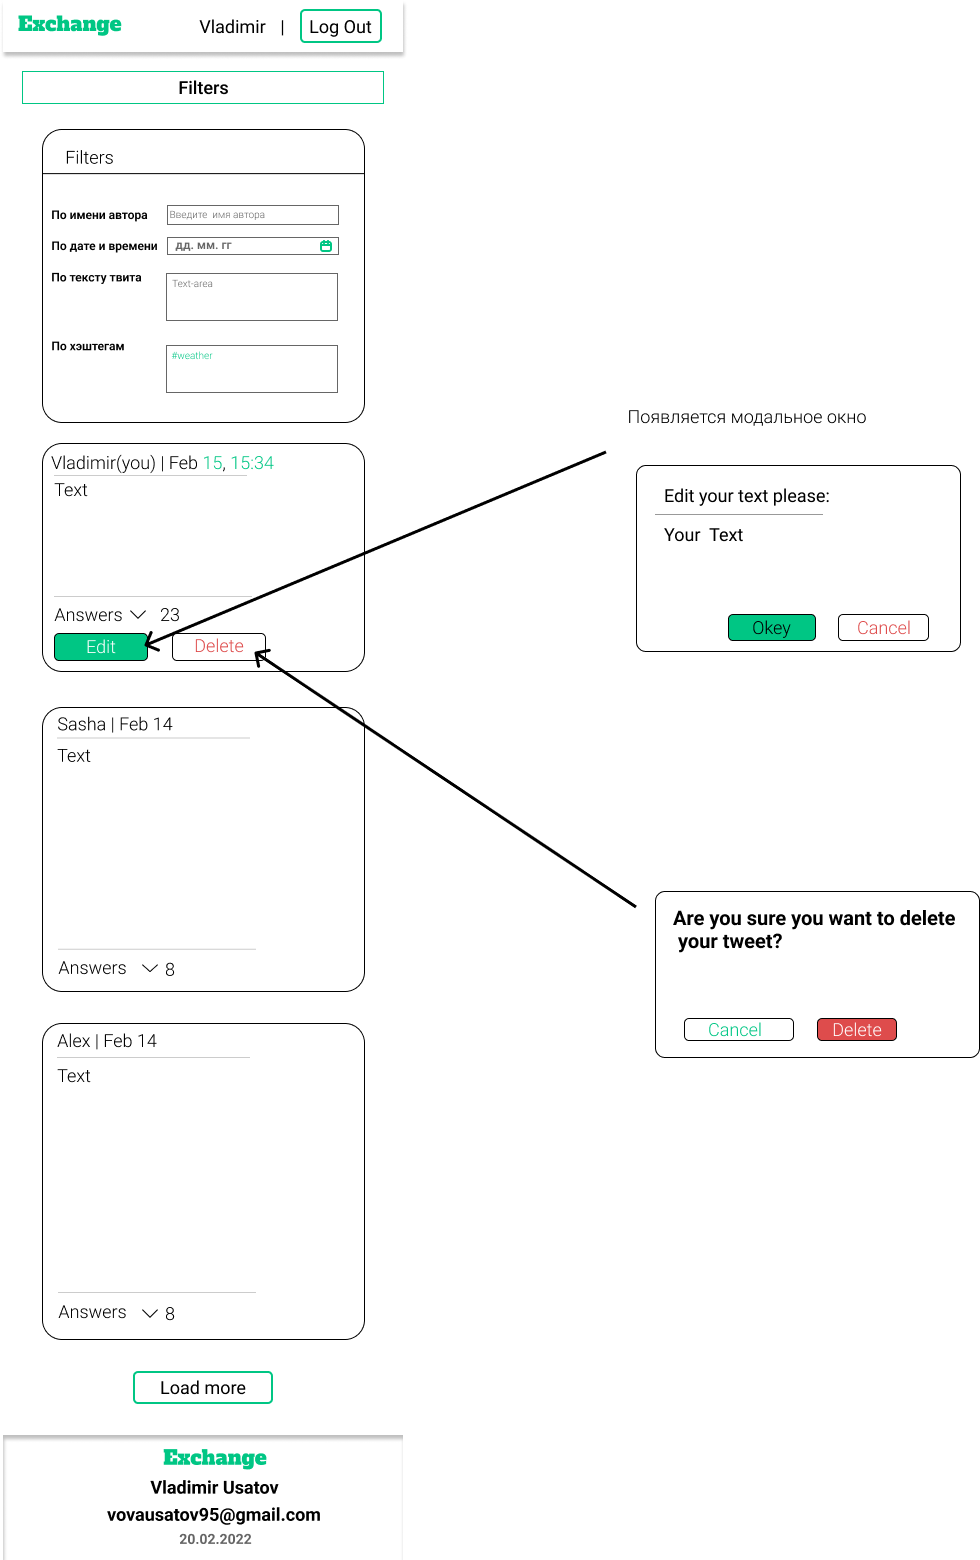 Exchange
Vladimir | Log Out
Filters
Filters
По имени автора
Введите имя автора
По дате и времени
дд. мм. гг
По тексту твита
Text-area
По хэштегам
#weather
Vladimir(you) | Feb 15, 15:34
Text
Answers 23
Edit
Delete
Появляется модальное окно
Edit your text please:
Your Text
Okey
Cancel
Sasha | Feb 14
Text
Answers 8
Are you sure you want to delete
your tweet?
Cancel
Delete
Alex | Feb 14
Text
Answers 8
Load more
Exchange
Vladimir Usatov
vovausatov95@gmail.com
20.02.2022